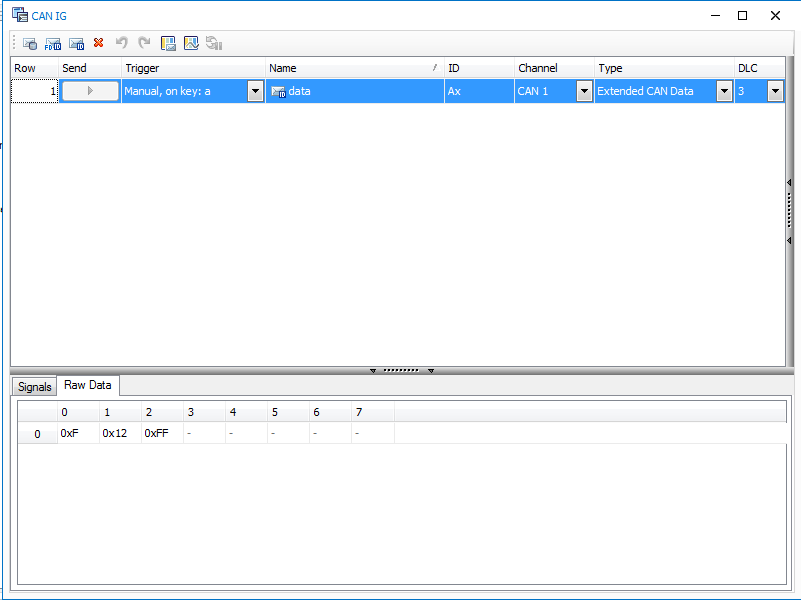 CAN IG
Row Send Trigger Name / ID Channel Type DLC
1 Manual, on key: a data Ax CAN 1 Extended CAN Data 3
Signals Raw Data
0 1 2 3 4 5 6 7
0 0xF 0x12 0xFF - - - - -